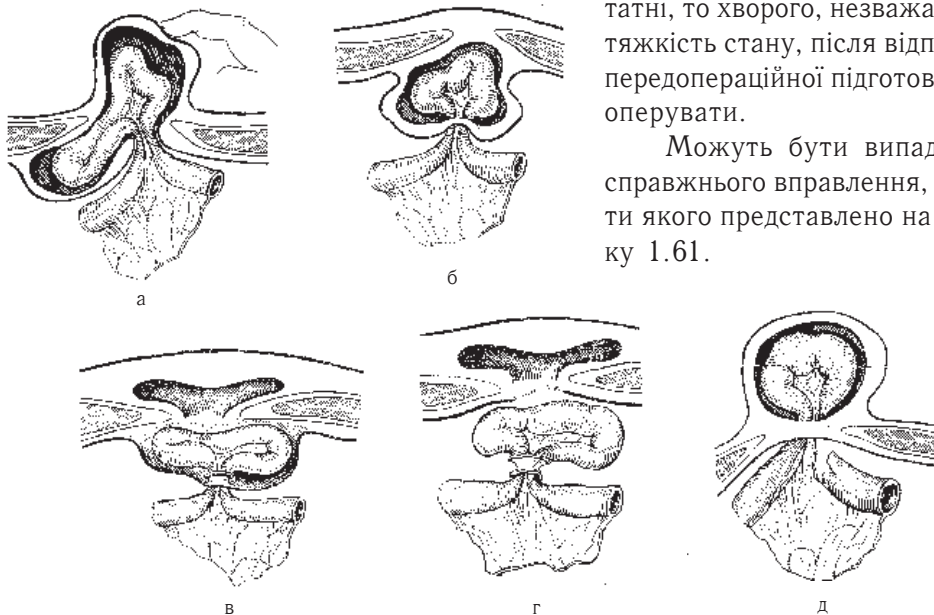 татні, то хворого, незважа
тяжкість стану, після відп
передопераційної підготов
оперувати.
Можуть бути випад
справжнього вправлення,
ти якого представлено на
ку 1.61.
а
б
в
г
д